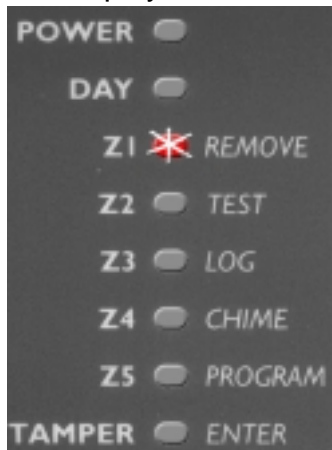 POWER
DAY
Z1 REMOVE
Z2 TEST
Z3 LOG
Z4 CHIME
Z5 PROGRAM
TAMPER ENTER